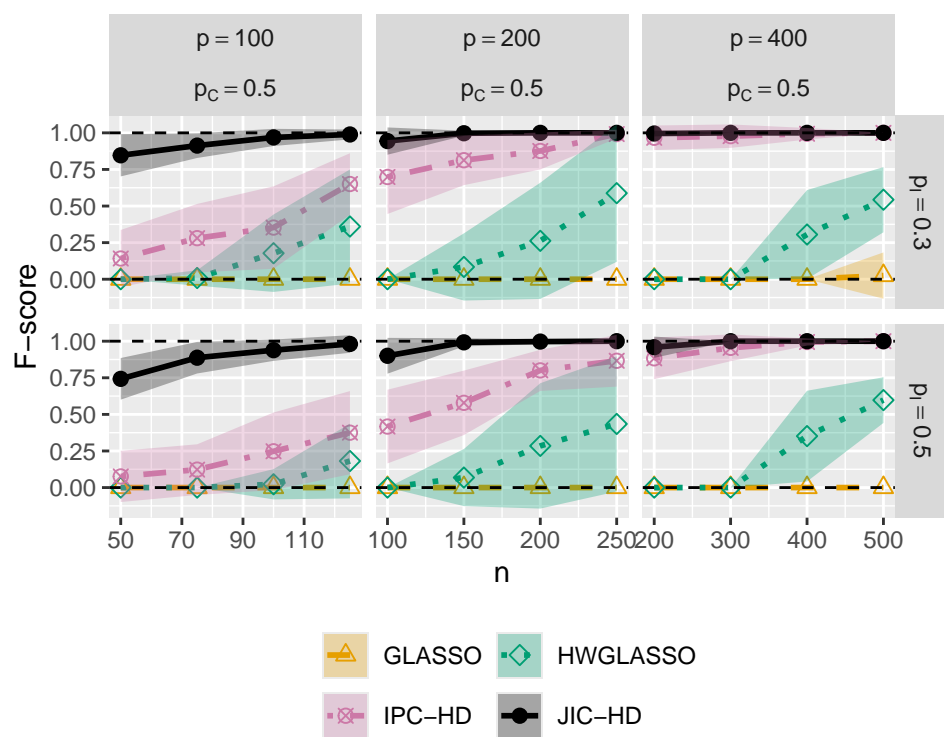 p = 100 p = 200 p = 400
p_C = 0.5 p_C = 0.5 p_C = 0.5
F−score
1.00
0.75
0.50
0.25
0.00
p_I = 0.3
1.00
0.75
0.50
0.25
0.00
p_I = 0.5
50 70 90 110 100 150 200 250 200 300 400 500
n
GLASSO HWGLASSO
IPC−HD JIC−HD